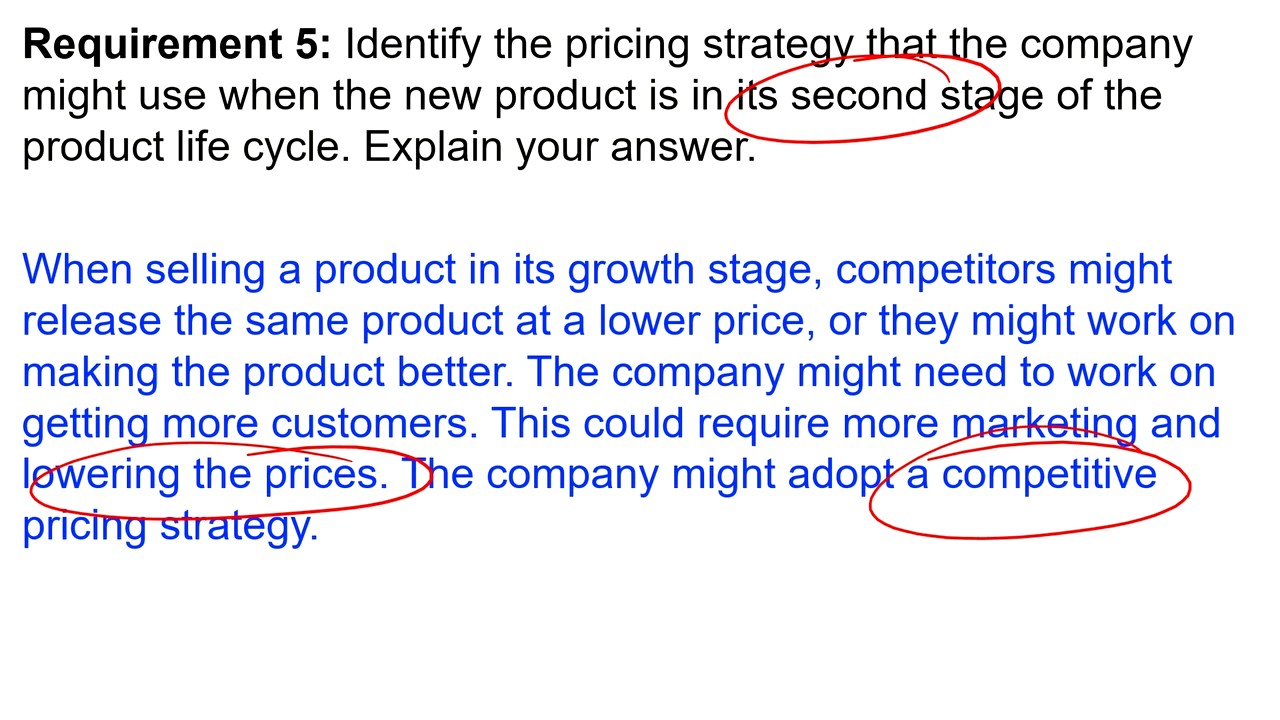 Requirement 5: Identify the pricing strategy that the company
might use when the new product is in its second stage of the
product life cycle. Explain your answer.
When selling a product in its growth stage, competitors might
release the same product at a lower price, or they might work on
making the product better. The company might need to work on
getting more customers. This could require more marketing and
lowering the prices. The company might adopt a competitive
pricing strategy.